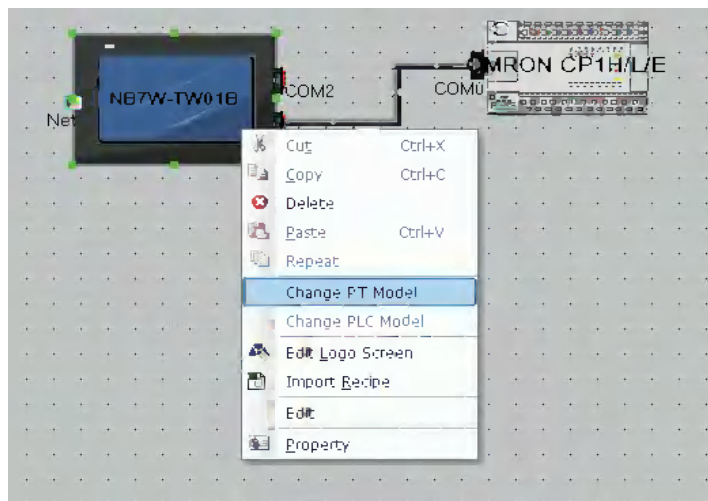 NB7W-TW01B
COM2
COM0
MRON CP1H/L/E
Net
Cut Ctrl+X
Copy Ctrl+C
Delete
Paste Ctrl+V
Repeat
Change PT Model
Change PLC Model
Edit Logo Screen
Import Recipe
Edit
Property